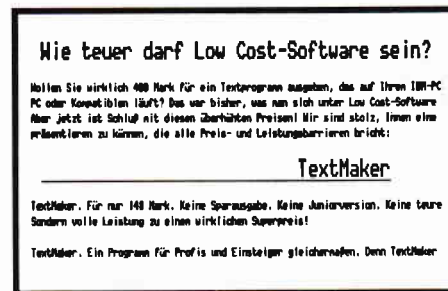 Wie teuer darf Low Cost-Software sein?
Wollen Sie wirklich 400 Mark für ein Textprogramm ausgeben, das auf Ihrem IBM-PC
PC oder Kompatiblen läuft? Das war bisher, was man sich unter Low Cost-Software
Aber jetzt ist Schluß mit diesen überhöhten Preisen! Wir sind stolz, Ihnen eine
präsentieren zu können, die alle Preis- und Leistungsbarrieren bricht:
TextMaker
TextMaker. Für nur 148 Mark. Keine Sparausgabe. Keine Juniorversion. Keine teure
Sondern volle Leistung zu einem wirklichen Superpreis!
TextMaker. Ein Programm für Profis und Einsteiger gleichermaßen. Denn TextMaker